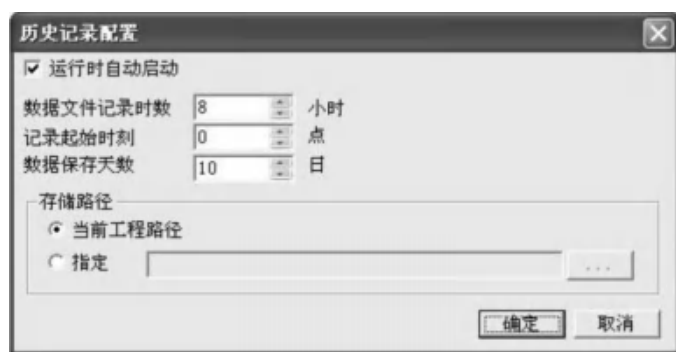 历史记录配置
运行时自动启动
数据文件记录时数 8 小时
记录起始时刻 0 点
数据保存天数 10 日
存储路径
当前工程路径
指定 ...
确定 取消